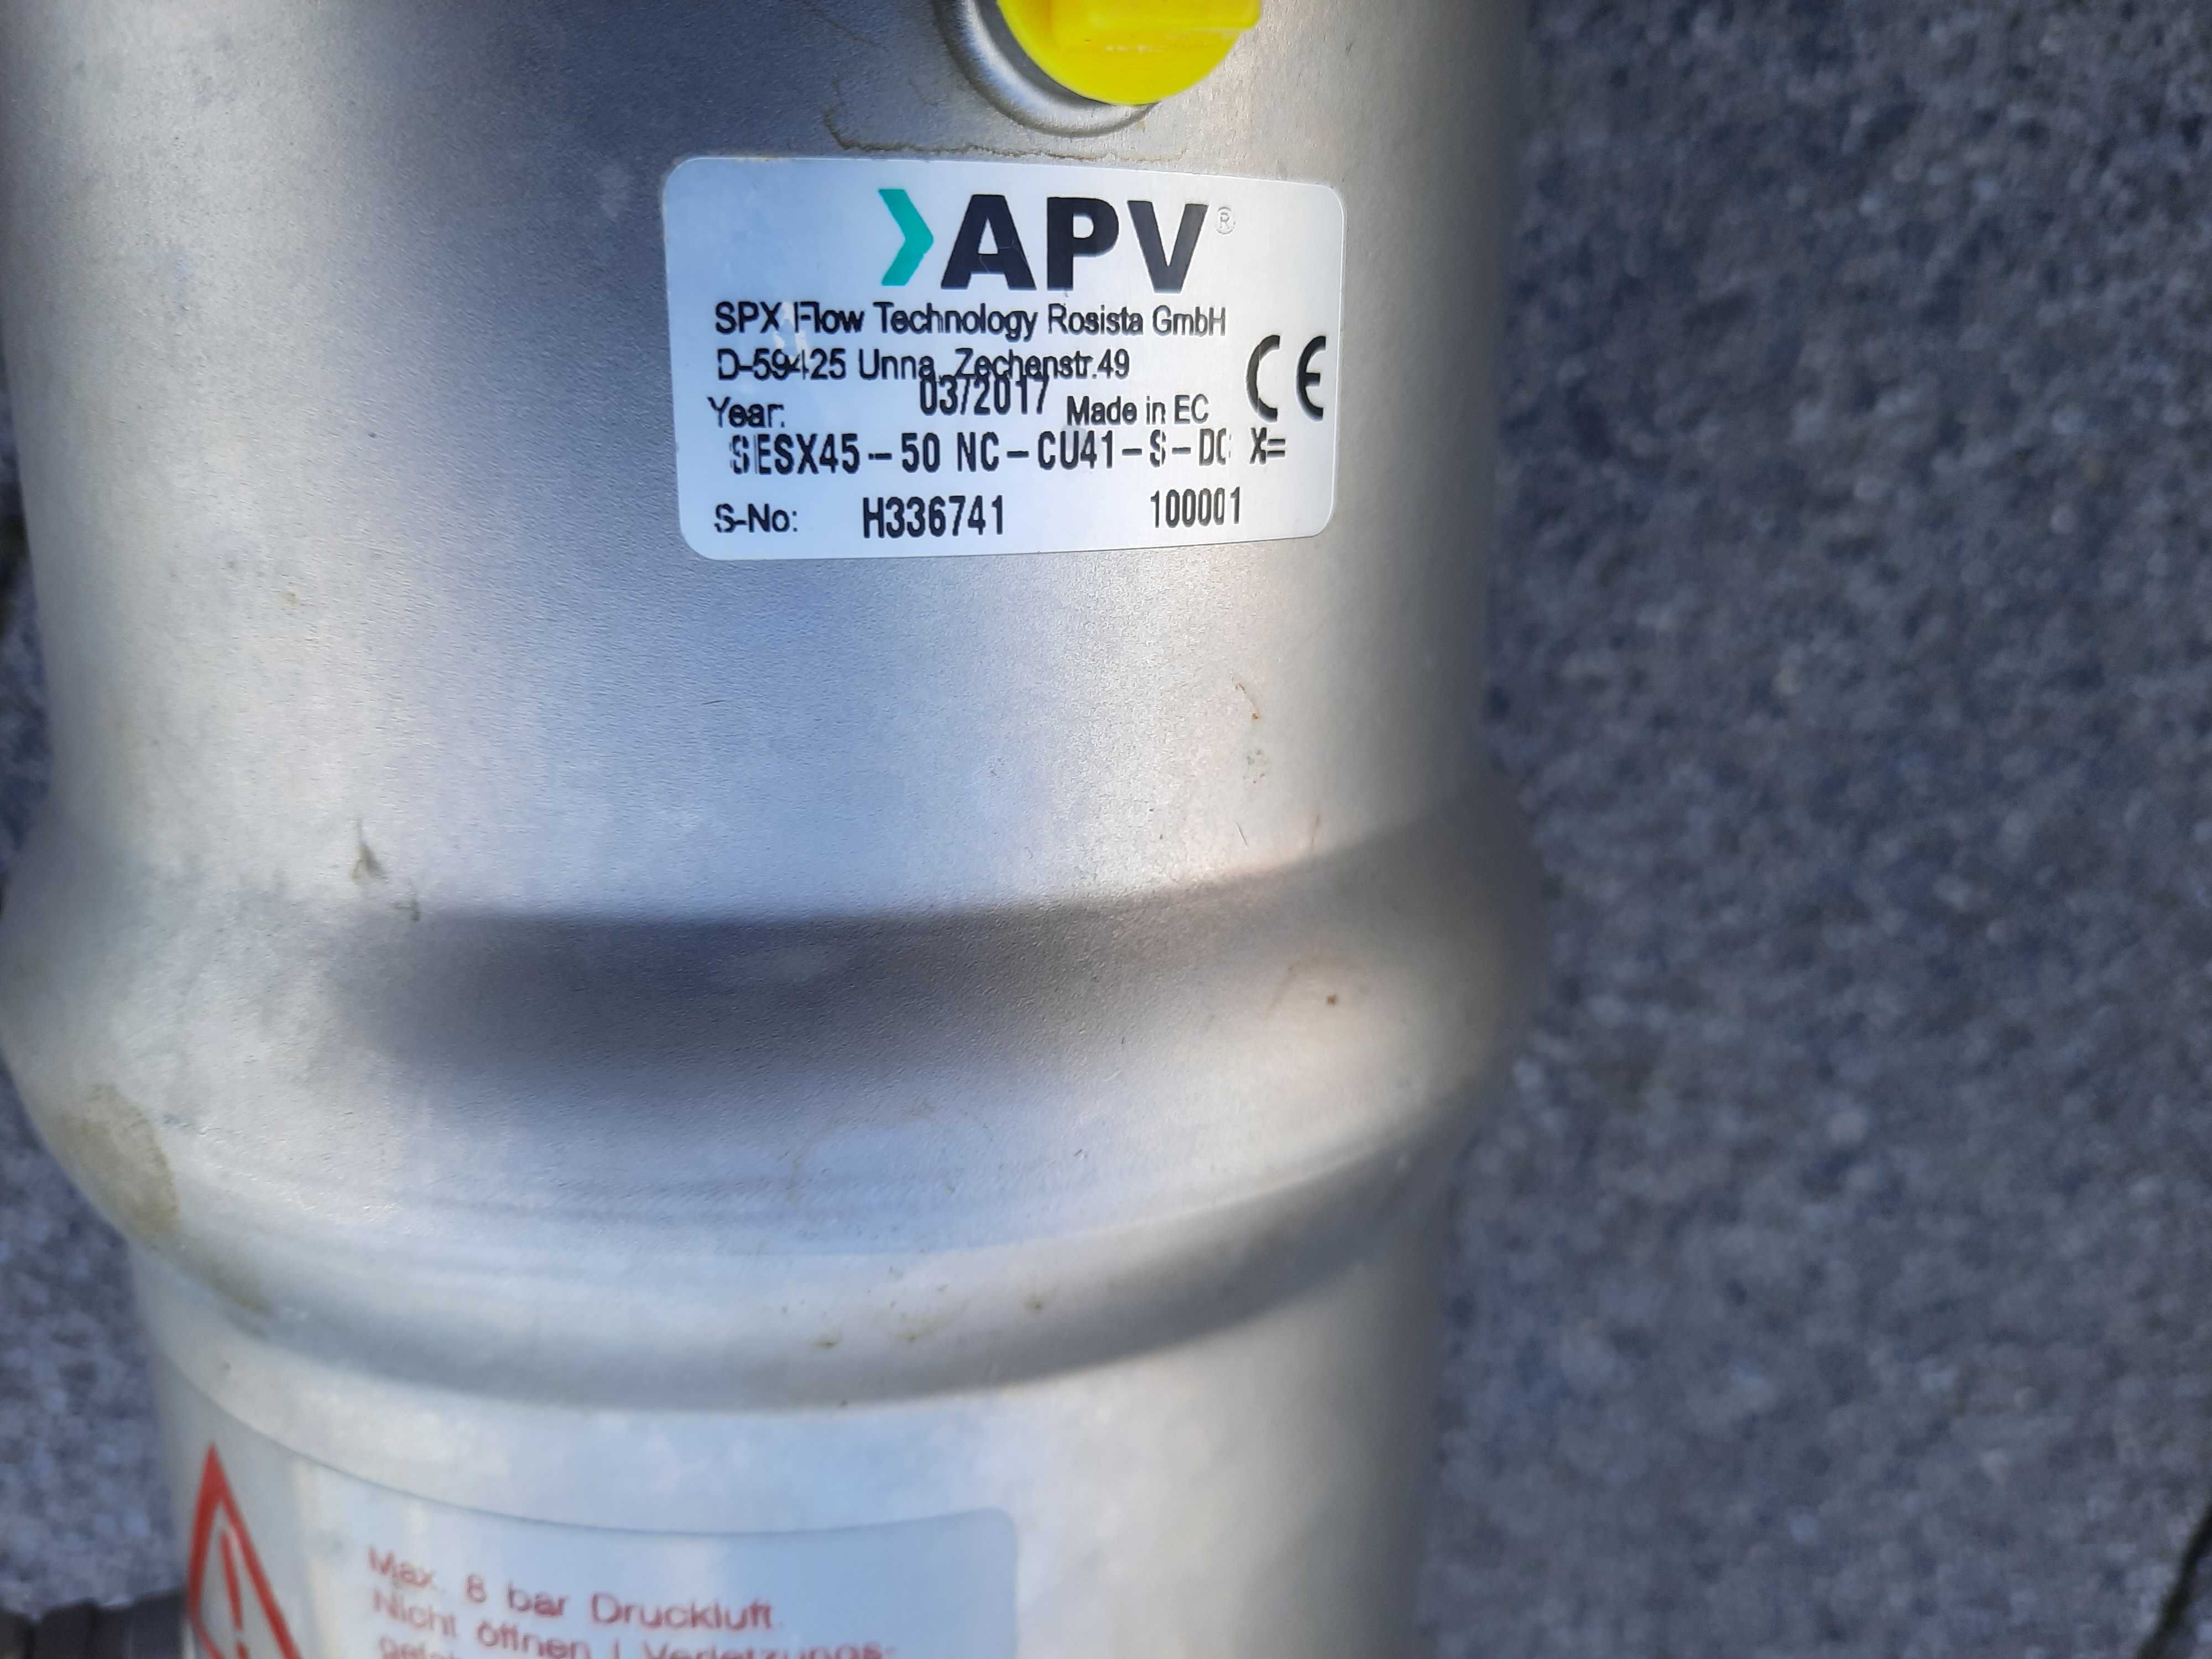 APV®
SPX Flow Technology Rosista GmbH
D-59425 Unna, Zechenstr.49
03/2017
Year: Made in EC CE
SESX45-50 NC-CU41-S-DC X=
S-No: H336741 100001
Max. 8 bar Druckluft.
Nicht öffnen ! Verletzungs-